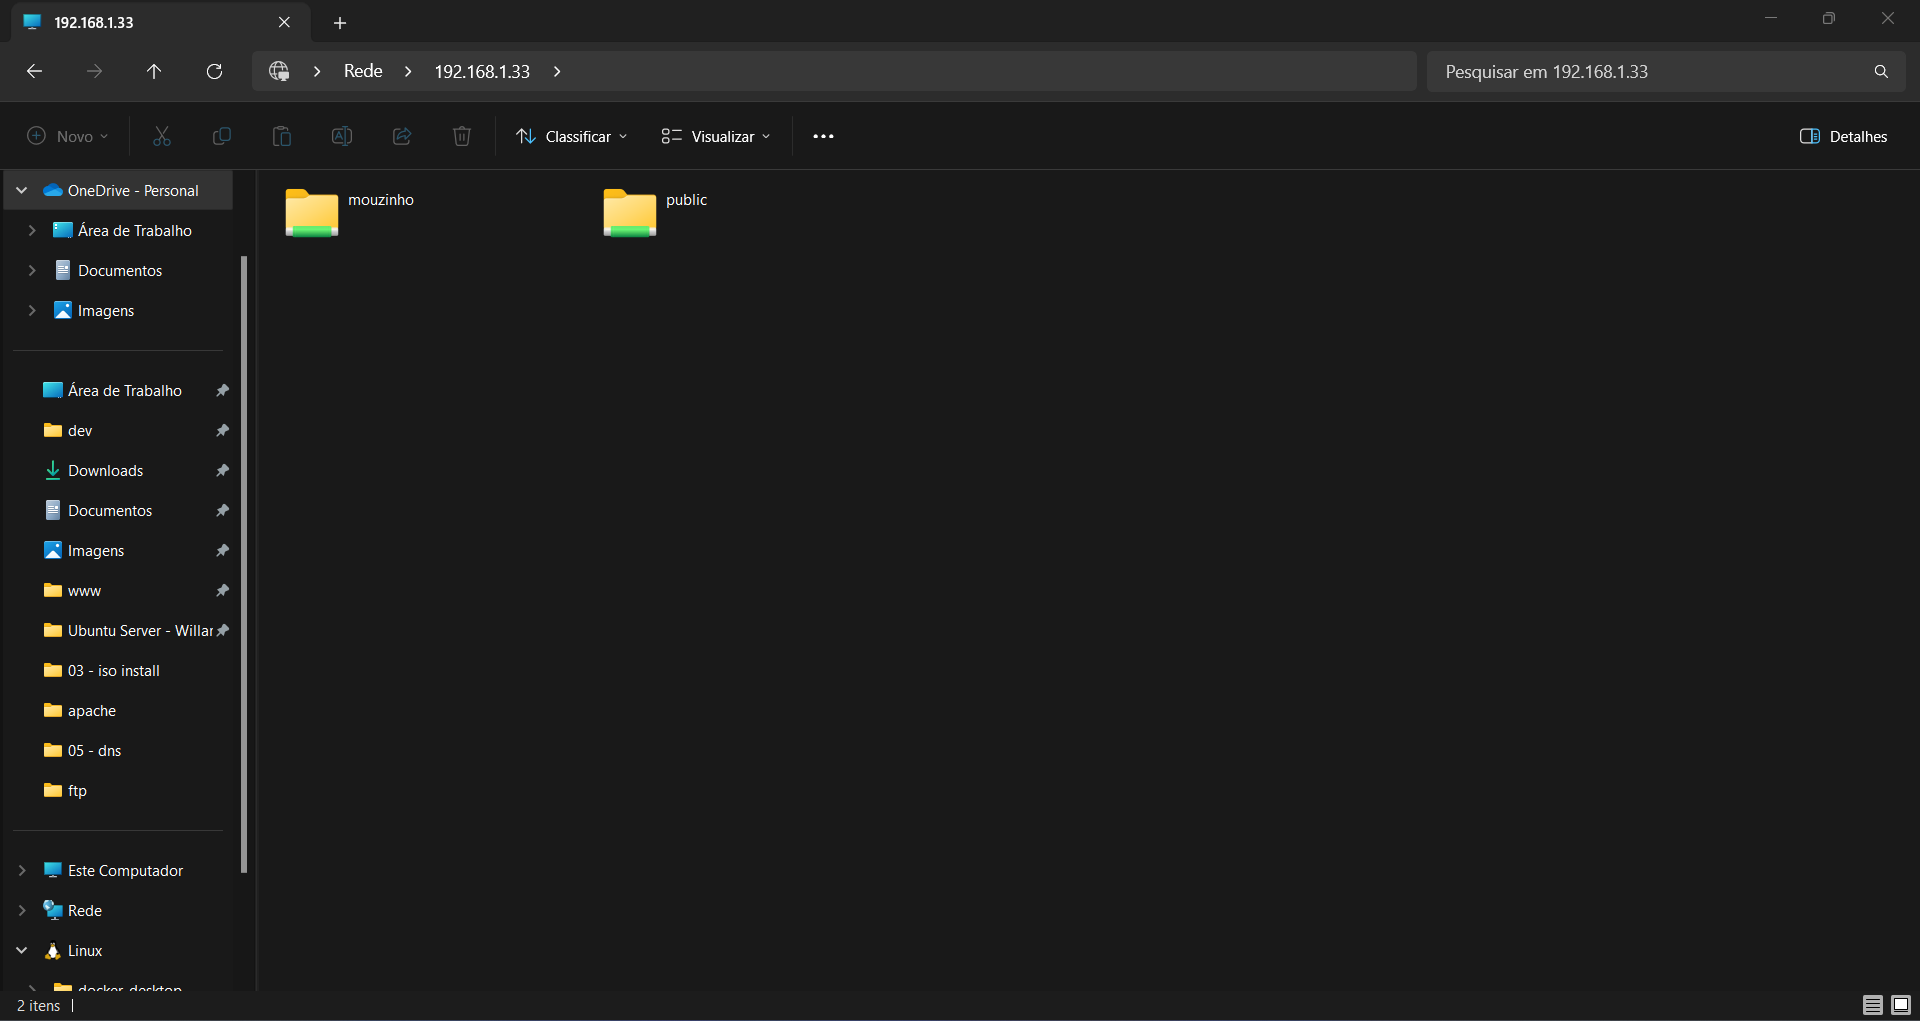 192.168.1.33
Rede
192.168.1.33
Pesquisar em 192.168.1.33
Novo
Classificar
Visualizar
Detalhes
OneDrive - Personal
Área de Trabalho
Documentos
Imagens
Área de Trabalho
dev
Downloads
Documentos
Imagens
www
Ubuntu Server - Willar
03 - iso install
apache
05 - dns
ftp
Este Computador
Rede
Linux
docker-desktop
mouzinho
public
2 itens